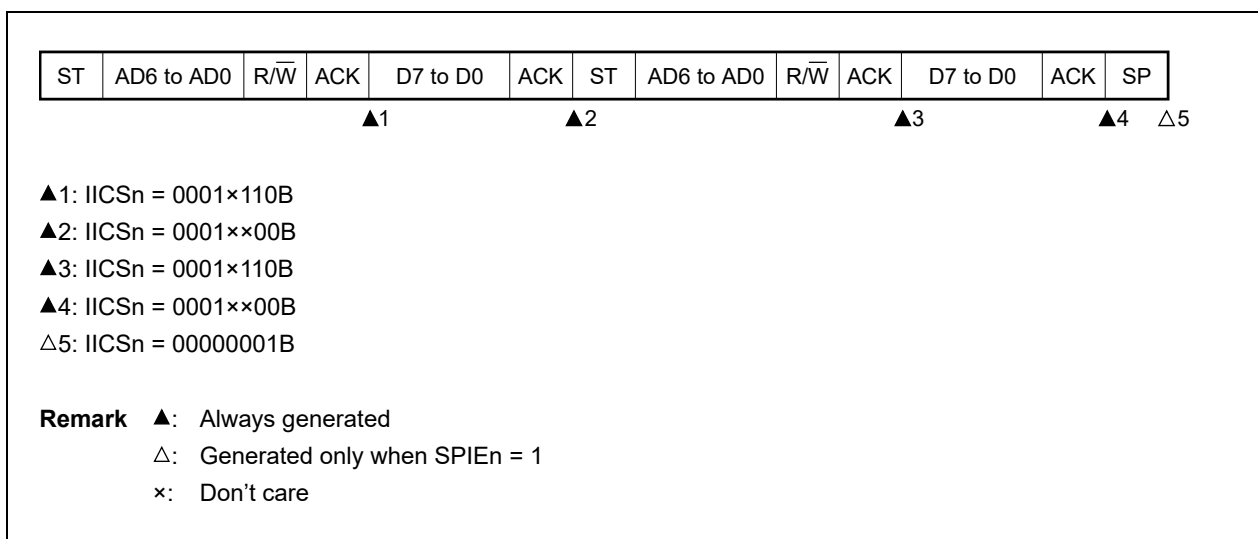 ST AD6 to AD0 R/W̅ ACK D7 to D0 ACK ST AD6 to AD0 R/W̅ ACK D7 to D0 ACK SP
▲1 ▲2 ▲3 ▲4 △5
▲1: IICSn = 0001×110B
▲2: IICSn = 0001××00B
▲3: IICSn = 0001×110B
▲4: IICSn = 0001××00B
△5: IICSn = 00000001B
Remark ▲: Always generated
△: Generated only when SPIEn = 1
×: Don’t care